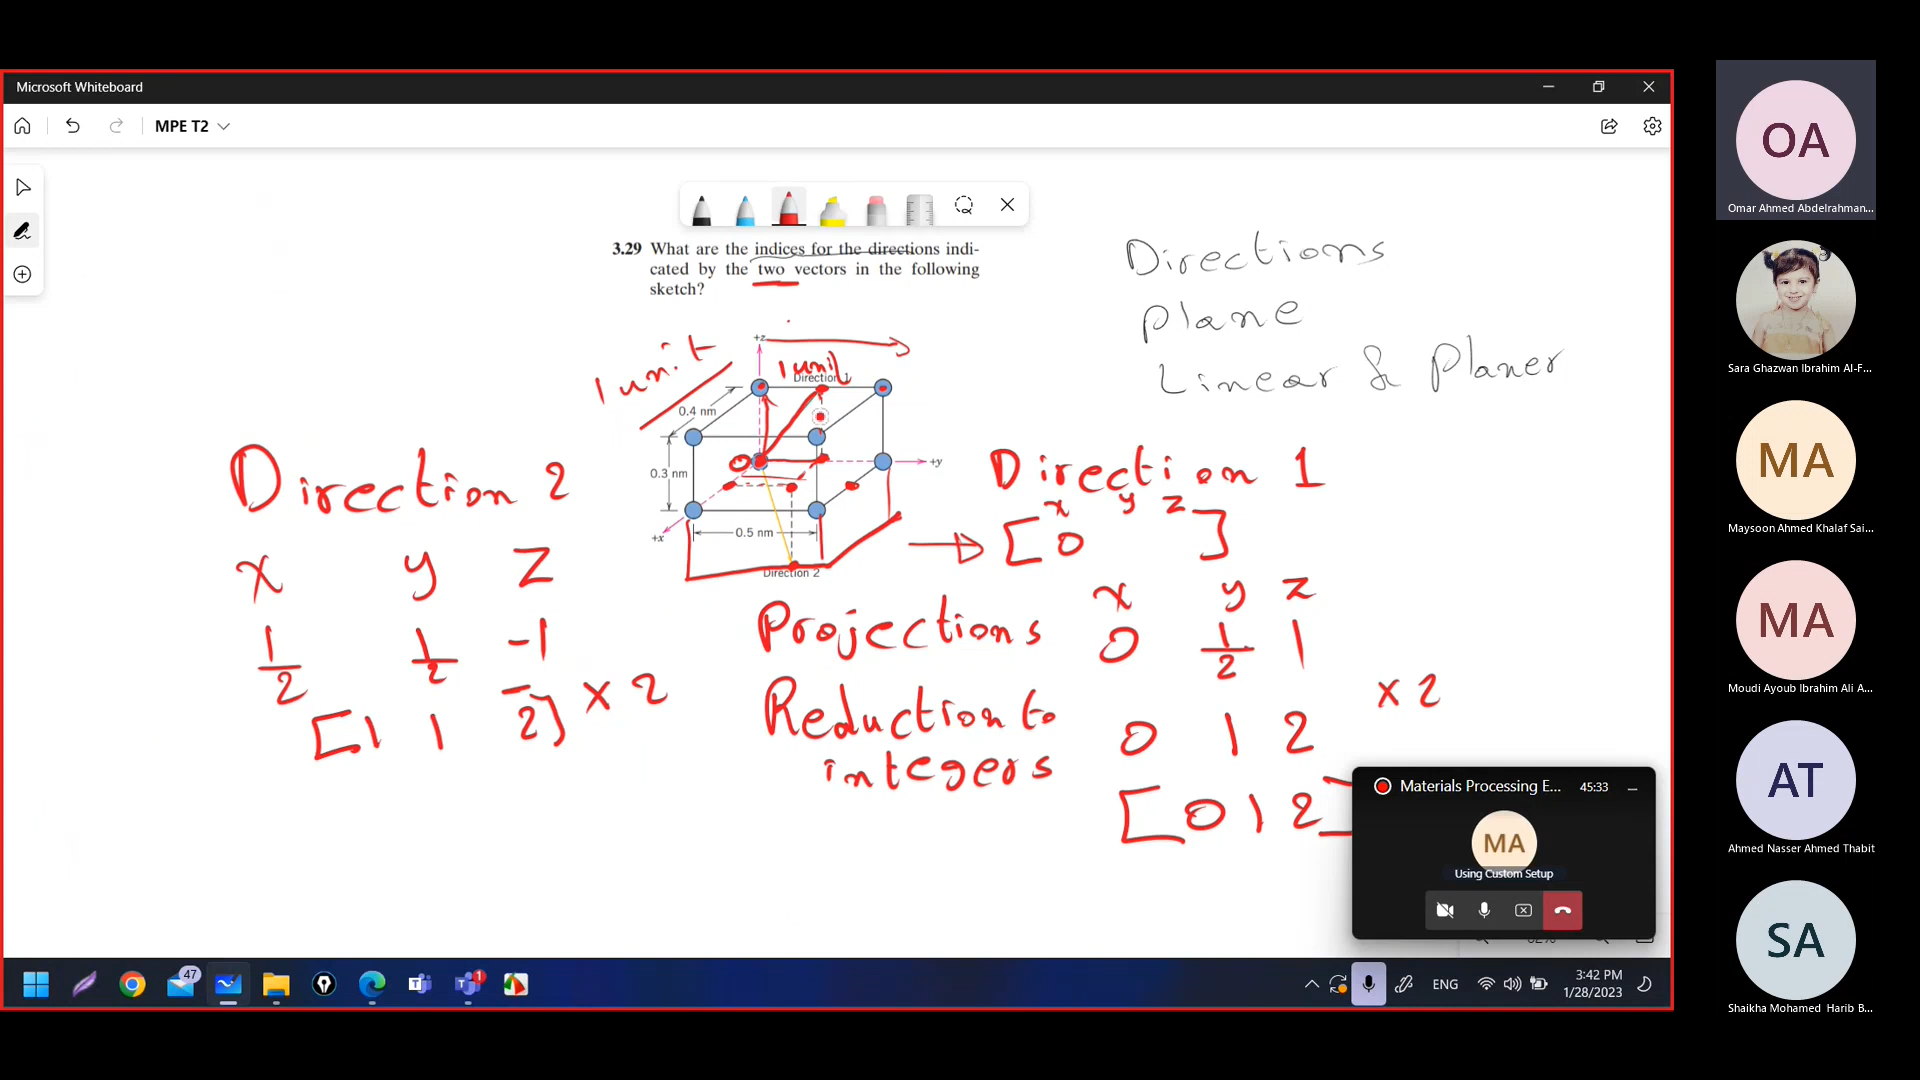 Microsoft Whiteboard
MPE T2
3.29 What are the indices for the directions indi-
cated by the two vectors in the following
sketch?
Directions
Plane
Linear & Planer
1 unit
+z
1 unit
Direction 1
0.4 nm
0.3 nm
O
+y
+x
0.5 nm
Direction 2
Direction 2
x y z
1/2 1/2 -1
x 2
[1 1 2̅]
Direction 1
x y z
[0 ]
x y z
Projections 0 1/2 1
x 2
Reduction to 0 1 2
integers
[0 1 2]
Materials Processing E... 45:33
MA
Using Custom Setup
47
1
ENG
3:42 PM
1/28/2023
OA
Omar Ahmed Abdelrahman...
Sara Ghazwan Ibrahim Al-F...
MA
Maysoon Ahmed Khalaf Sai...
MA
Moudi Ayoub Ibrahim Ali A...
AT
Ahmed Nasser Ahmed Thabit
SA
Shaikha Mohamed Harib B...